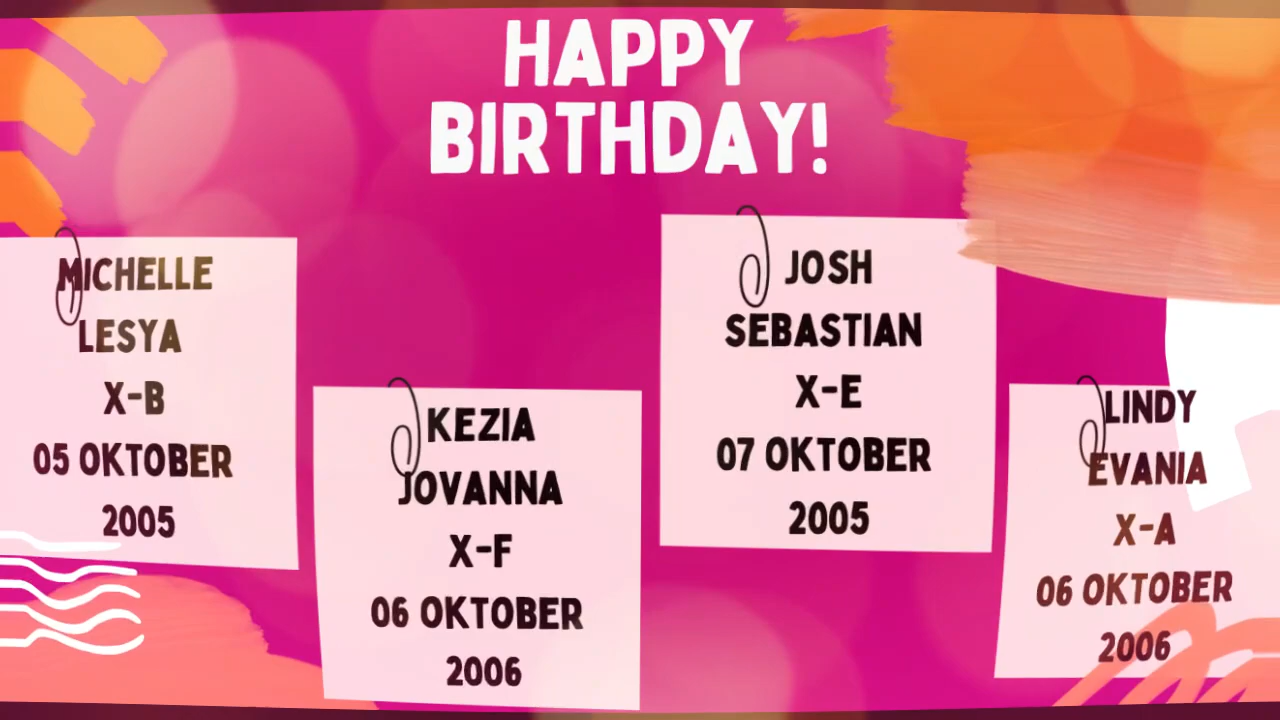 HAPPY
BIRTHDAY!
MICHELLE
LESYA
X-B
05 OKTOBER
2005
KEZIA
JOVANNA
X-F
06 OKTOBER
2006
JOSH
SEBASTIAN
X-E
07 OKTOBER
2005
LINDY
EVANIA
X-A
06 OKTOBER
2006